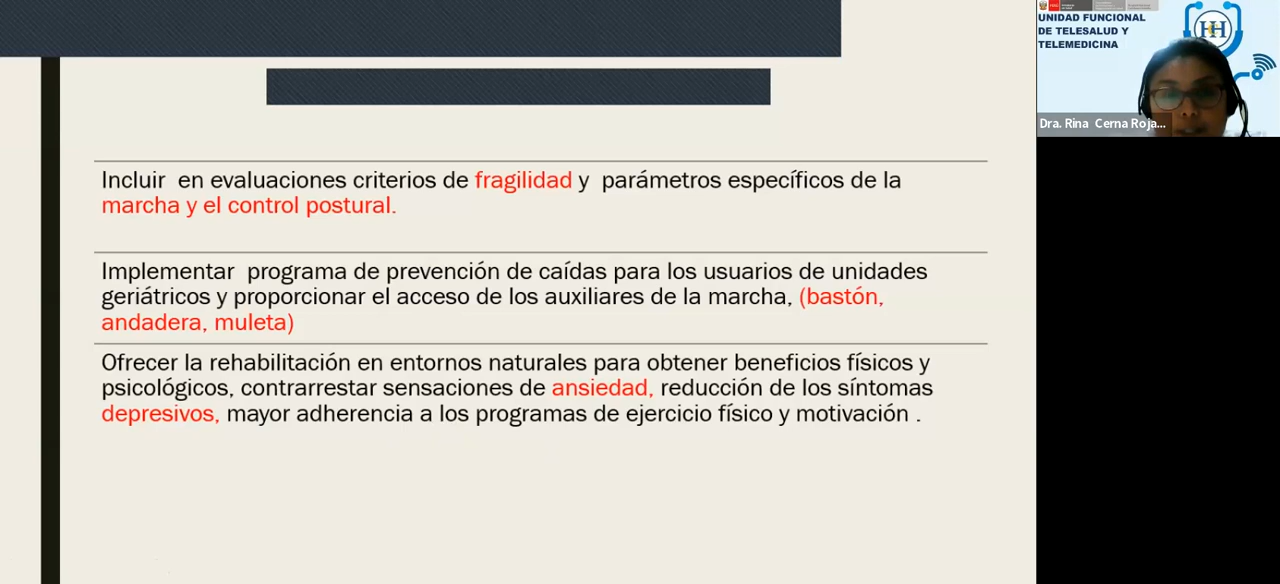 Incluir en evaluaciones criterios de fragilidad y parámetros específicos de la
marcha y el control postural.
Implementar programa de prevención de caídas para los usuarios de unidades
geriátricos y proporcionar el acceso de los auxiliares de la marcha, (bastón,
andadera, muleta)
Ofrecer la rehabilitación en entornos naturales para obtener beneficios físicos y
psicológicos, contrarrestar sensaciones de ansiedad, reducción de los síntomas
depresivos, mayor adherencia a los programas de ejercicio físico y motivación .
UNIDAD FUNCIONAL
DE TELESALUD Y
TELEMEDICINA
HH
Dra. Rina Cerna Roja...